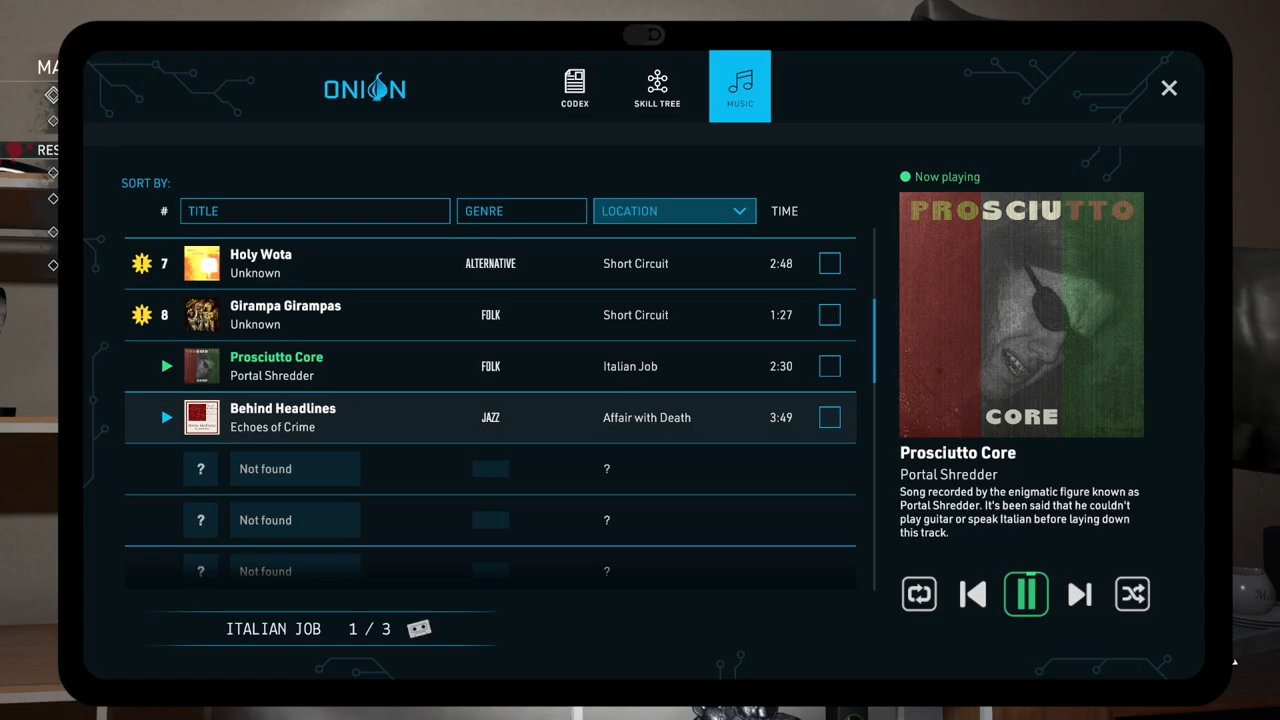 MA
RES
ONION
CODEX
SKILL TREE
MUSIC
SORT BY:
# TITLE GENRE LOCATION TIME
7 Holy Wota ALTERNATIVE Short Circuit 2:48
Unknown
8 Girampa Girampas FOLK Short Circuit 1:27
Unknown
Prosciutto Core FOLK Italian Job 2:30
Portal Shredder
Behind Headlines JAZZ Affair with Death 3:49
Echoes of Crime
? Not found ?
? Not found ?
? Not found ?
ITALIAN JOB 1 / 3
Now playing
PROSCIUTTO
CORE
Prosciutto Core
Portal Shredder
Song recorded by the enigmatic figure known as
Portal Shredder. It's been said that he couldn't
play guitar or speak Italian before laying down
this track.